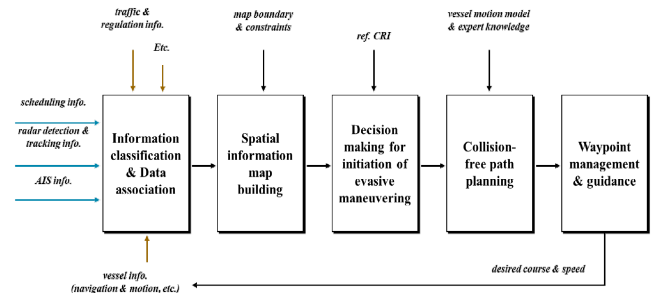 traffic &
regulation info.
Etc.
map boundary
& constraints
ref. CRI
vessel motion model
& expert knowledge
scheduling info.
radar detection &
tracking info.
AIS info.
Information
classification
& Data
association
Spatial
information
map
building
Decision
making for
initiation of
evasive
maneuvering
Collision-
free path
planning
Waypoint
management
& guidance
vessel info.
(navigation & motion, etc.)
desired course & speed